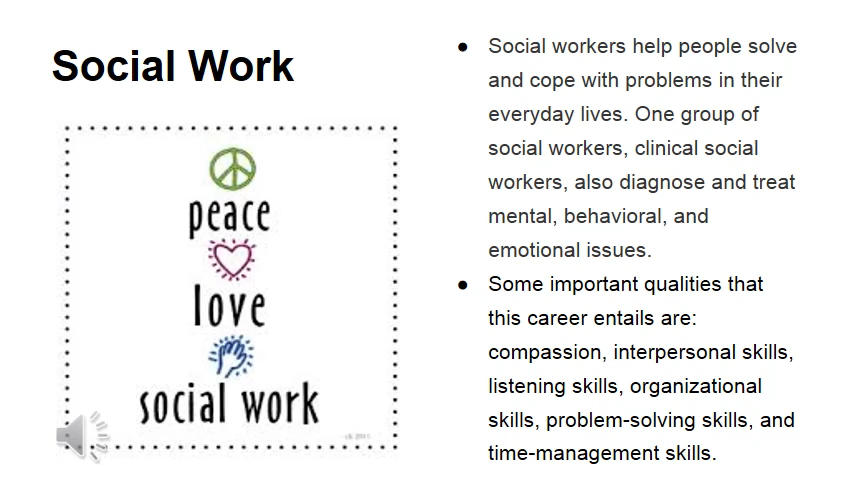 Social Work
peace
love
social work
● Social workers help people solve
and cope with problems in their
everyday lives. One group of
social workers, clinical social
workers, also diagnose and treat
mental, behavioral, and
emotional issues.
● Some important qualities that
this career entails are:
compassion, interpersonal skills,
listening skills, organizational
skills, problem-solving skills, and
time-management skills.